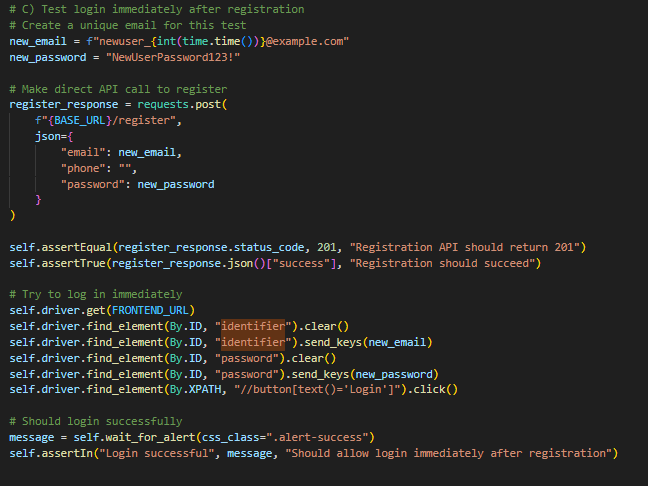 # C) Test login immediately after registration
# Create a unique email for this test
new_email = f"newuser_{int(time.time())}@example.com"
new_password = "NewUserPassword123!"
# Make direct API call to register
register_response = requests.post(
f"{BASE_URL}/register",
json={
"email": new_email,
"phone": "",
"password": new_password
}
)
self.assertEqual(register_response.status_code, 201, "Registration API should return 201")
self.assertTrue(register_response.json()["success"], "Registration should succeed")
# Try to log in immediately
self.driver.get(FRONTEND_URL)
self.driver.find_element(By.ID, "identifier").clear()
self.driver.find_element(By.ID, "identifier").send_keys(new_email)
self.driver.find_element(By.ID, "password").clear()
self.driver.find_element(By.ID, "password").send_keys(new_password)
self.driver.find_element(By.XPATH, "//button[text()='Login']").click()
# Should login successfully
message = self.wait_for_alert(css_class=".alert-success")
self.assertIn("Login successful", message, "Should allow login immediately after registration")